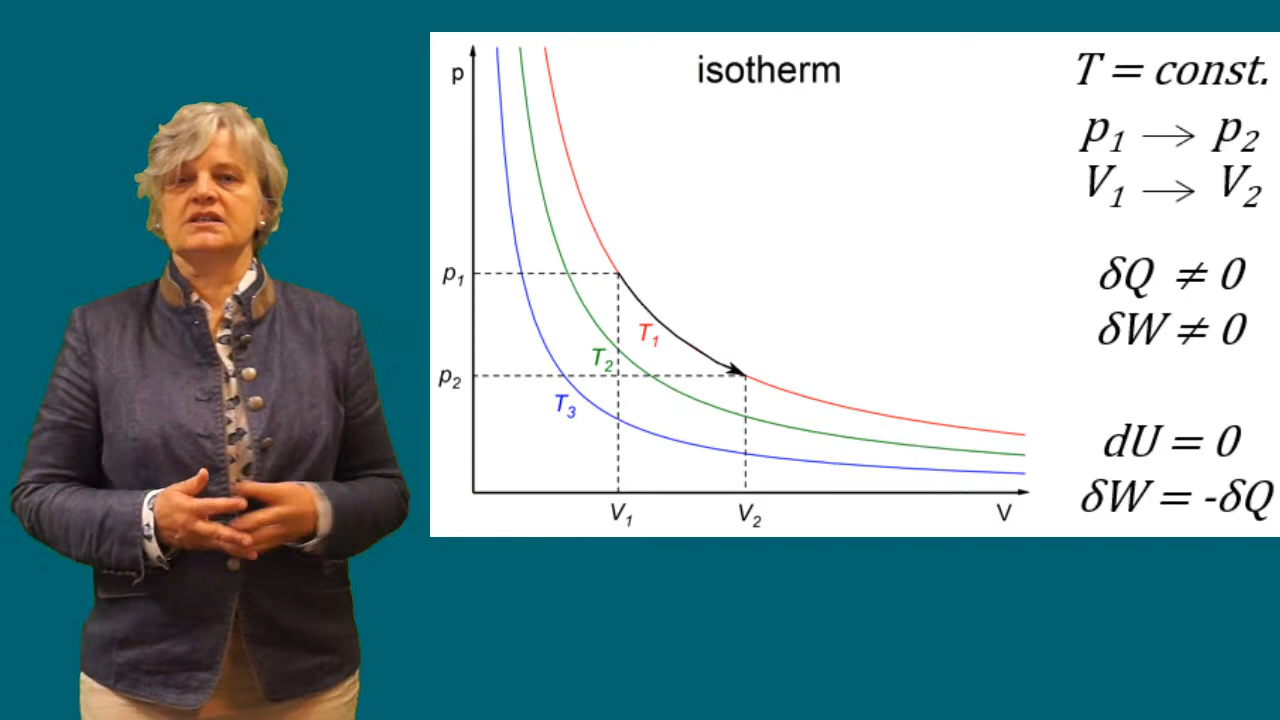 isotherm
p
p₁
p₂
T₁
T₂
T₃
V₁
V₂
V
T = const.
p₁ → p₂
V₁ → V₂
δQ ≠ 0
δW ≠ 0
dU = 0
δW = -δQ